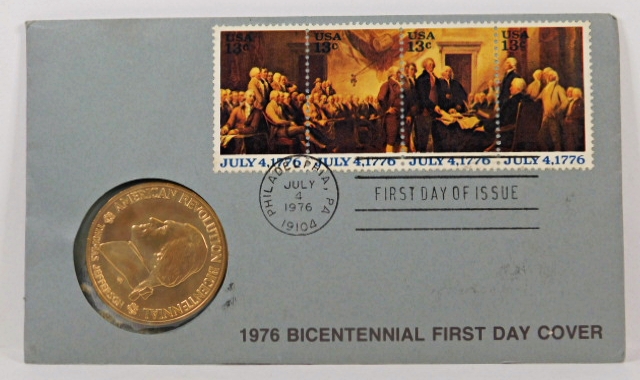 USA USA USA USA
13c 13c 13c 13c
JULY 4, 1776 JULY 4, 1776 JULY 4, 1776 JULY 4, 1776
PHILADELPHIA, PA
JULY
4
1976
19104
FIRST DAY OF ISSUE
AMERICAN REVOLUTION BICENTENNIAL
THOMAS JEFFERSON
1976 BICENTENNIAL FIRST DAY COVER